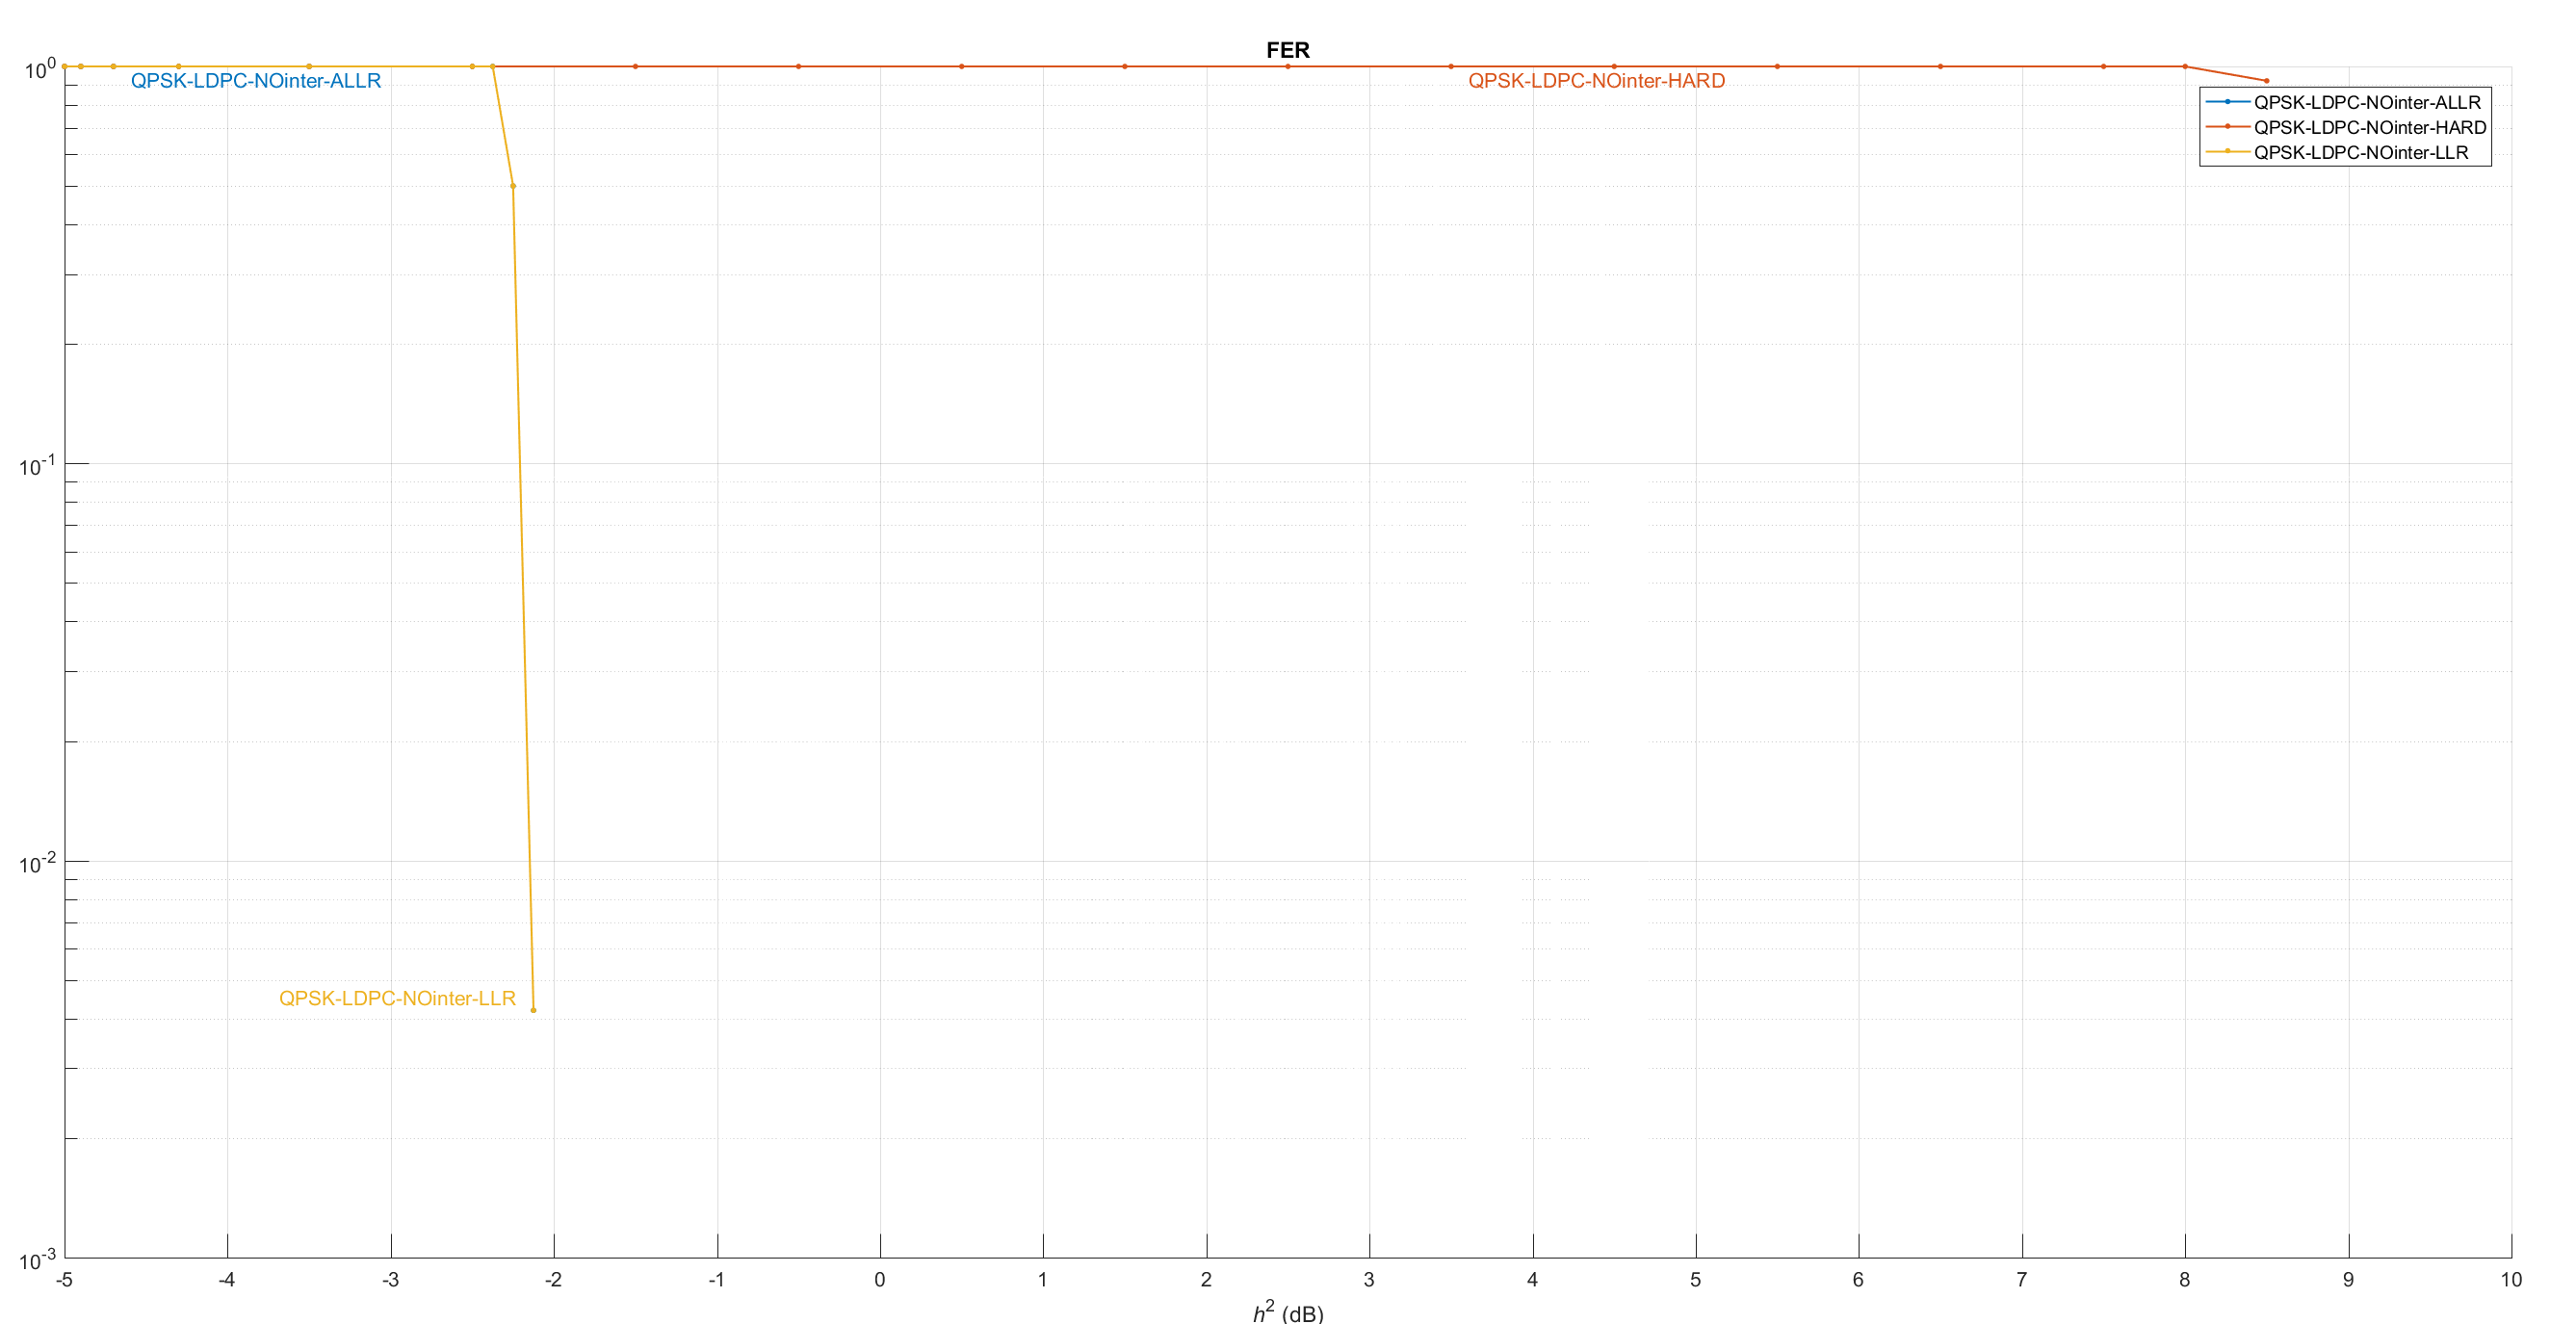 FER
10^0
QPSK-LDPC-NOinter-ALLR
QPSK-LDPC-NOinter-HARD
QPSK-LDPC-NOinter-ALLR
QPSK-LDPC-NOinter-HARD
QPSK-LDPC-NOinter-LLR
10^-1
10^-2
QPSK-LDPC-NOinter-LLR
10^-3
-5 -4 -3 -2 -1 0 1 2 3 4 5 6 7 8 9 10
h^2 (dB)